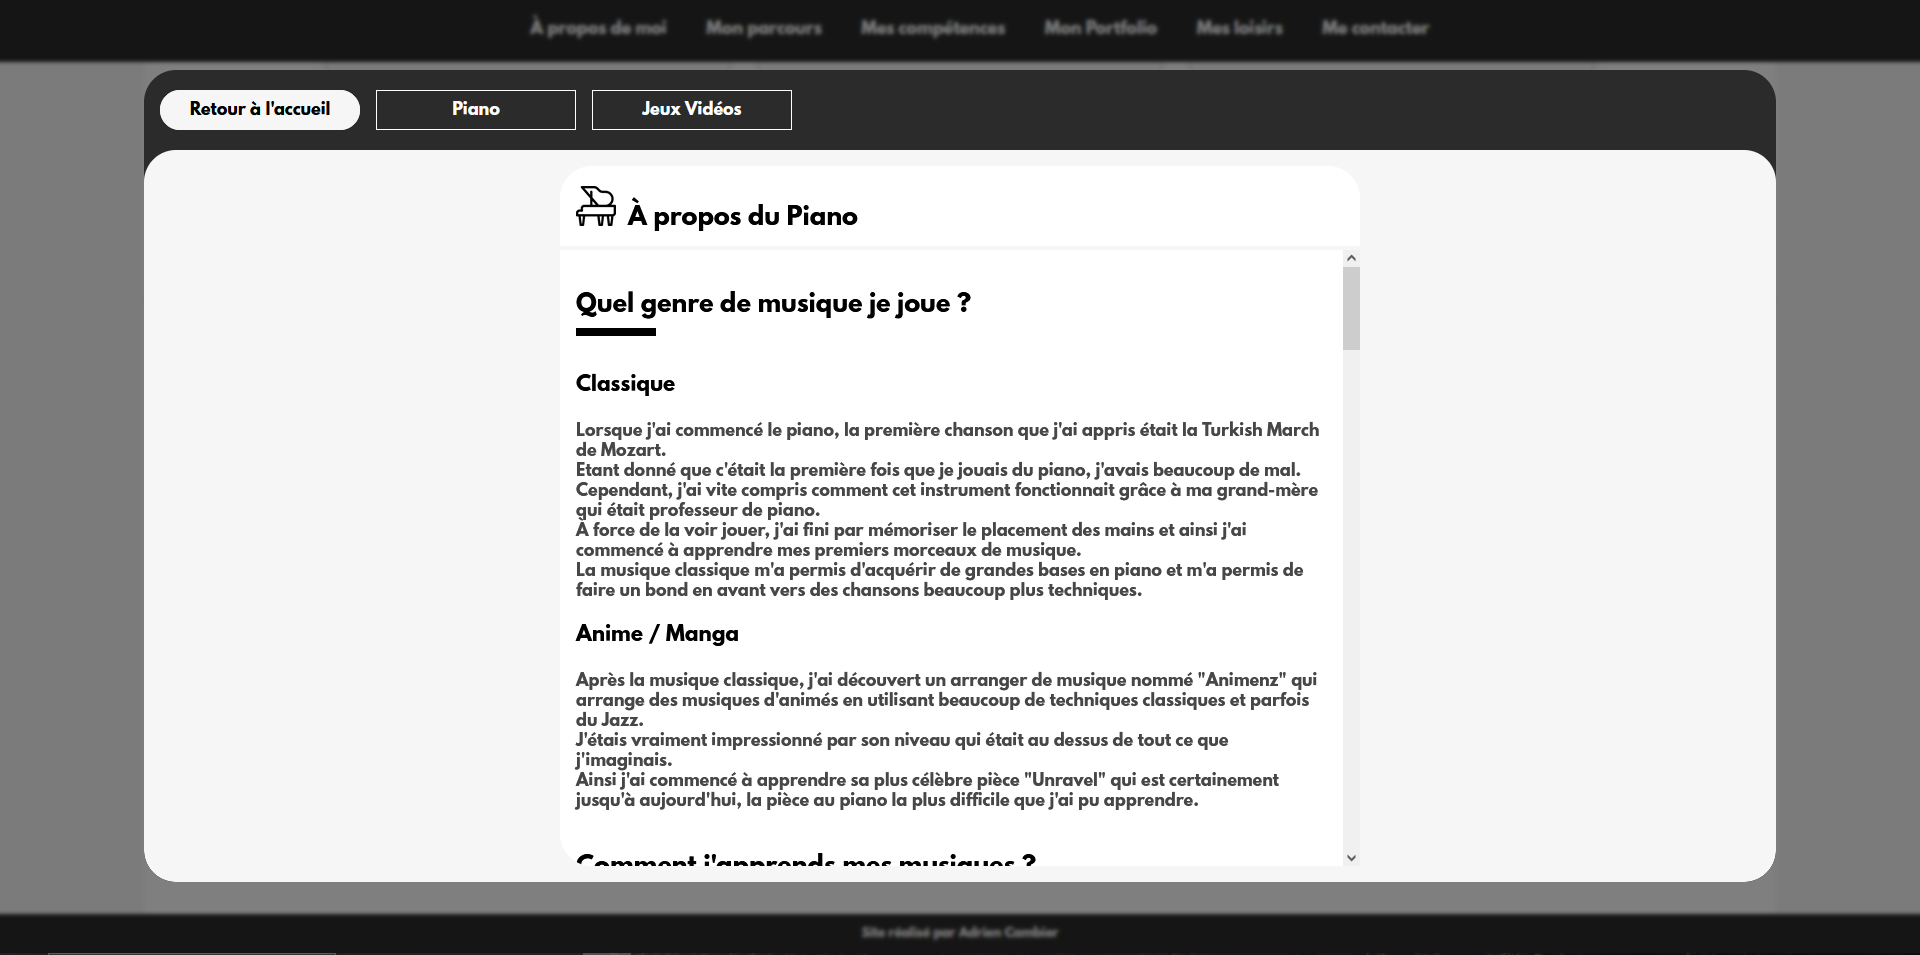 À propos de moi
Mon parcours
Mes compétences
Mon Portfolio
Mes loisirs
Me contacter
Retour à l'accueil
Piano
Jeux Vidéos
À propos du Piano
Quel genre de musique je joue ?
Classique
Lorsque j'ai commencé le piano, la première chanson que j'ai appris était la Turkish March
de Mozart.
Etant donné que c'était la première fois que je jouais du piano, j'avais beaucoup de mal.
Cependant, j'ai vite compris comment cet instrument fonctionnait grâce à ma grand-mère
qui était professeur de piano.
À force de la voir jouer, j'ai fini par mémoriser le placement des mains et ainsi j'ai
commencé à apprendre mes premiers morceaux de musique.
La musique classique m'a permis d'acquérir de grandes bases en piano et m'a permis de
faire un bond en avant vers des chansons beaucoup plus techniques.
Anime / Manga
Après la musique classique, j'ai découvert un arranger de musique nommé "Animenz" qui
arrange des musiques d'animés en utilisant beaucoup de techniques classiques et parfois
du Jazz.
J'étais vraiment impressionné par son niveau qui était au dessus de tout ce que
j'imaginais.
Ainsi j'ai commencé à apprendre sa plus célèbre pièce "Unravel" qui est certainement
jusqu'à aujourd'hui, la pièce au piano la plus difficile que j'ai pu apprendre.
Comment j'apprends mes musiques ?
Site réalisé par Adrien Cambier